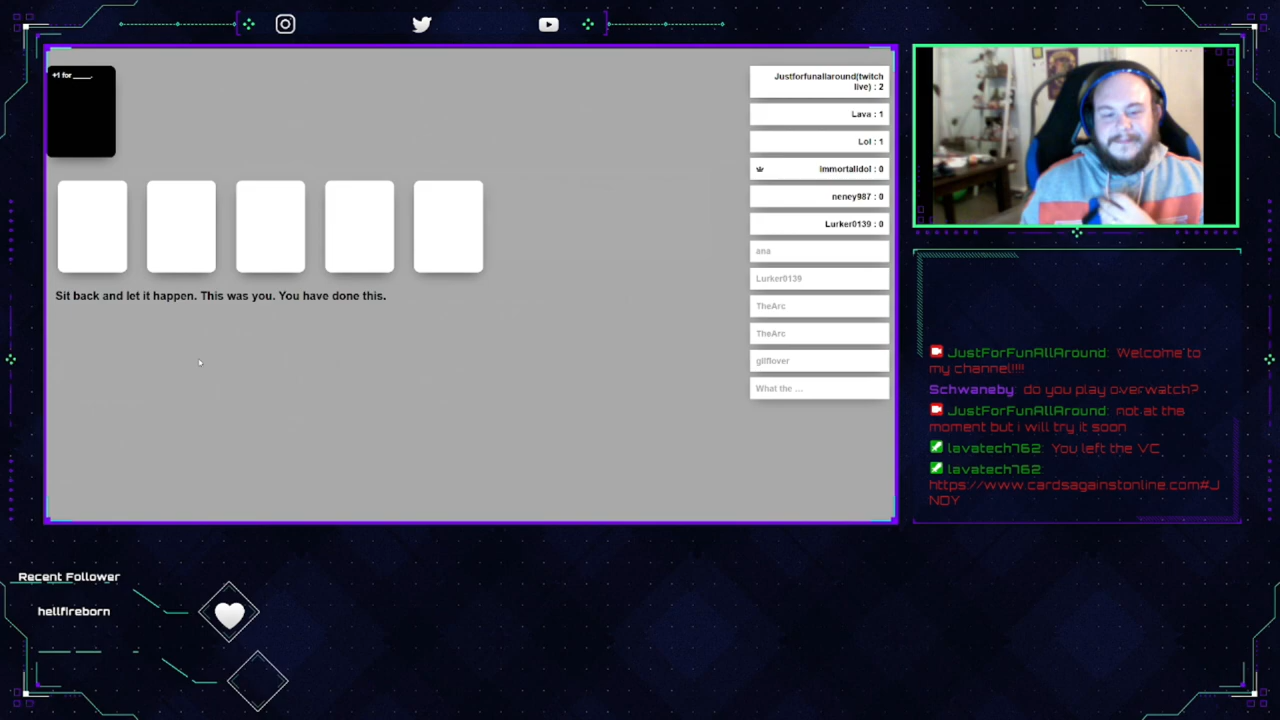 +1 for ____.
Sit back and let it happen. This was you. You have done this.
Justforfunallaround(twitch
live) : 2
Lava : 1
Lol : 1
immortalidol : 0
neney987 : 0
Lurker0139 : 0
ana
Lurker0139
TheArc
TheArc
gilflover
What the ...
JustForFunAllAround: Welcome to
my channel!!!!
Schwaneby: do you play overwatch?
JustForFunAllAround: not at the
moment but i will try it soon
lavatech762: You left the VC
lavatech762:
https://www.cardsagainstonline.com#J
NDY
Recent Follower
hellfireborn